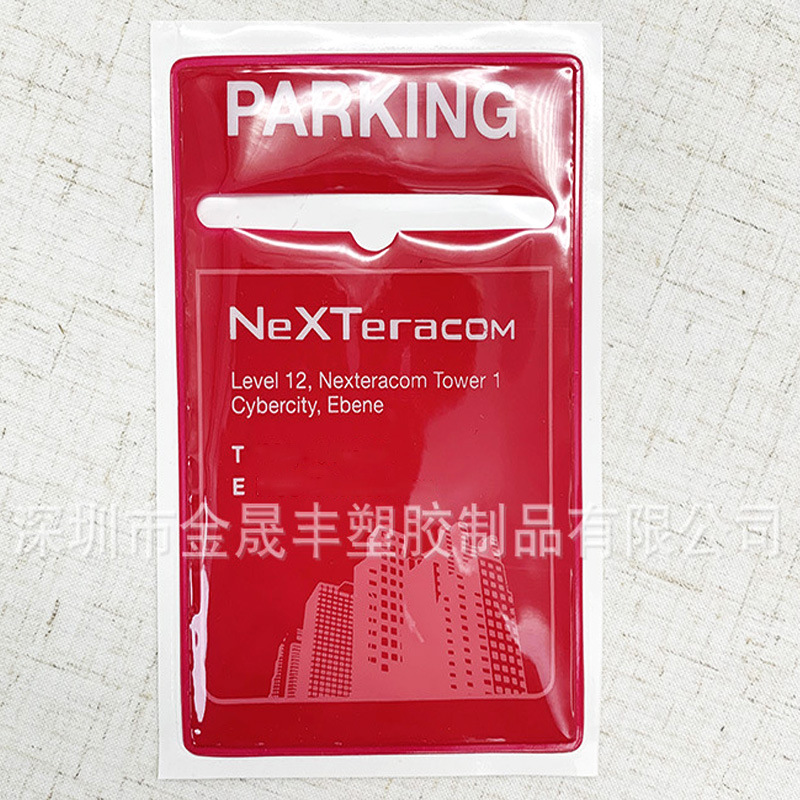 PARKING
NeXTeracom
Level 12, Nexteracom Tower 1
Cybercity, Ebene
T
E
深圳市金晟丰塑胶制品有限公司